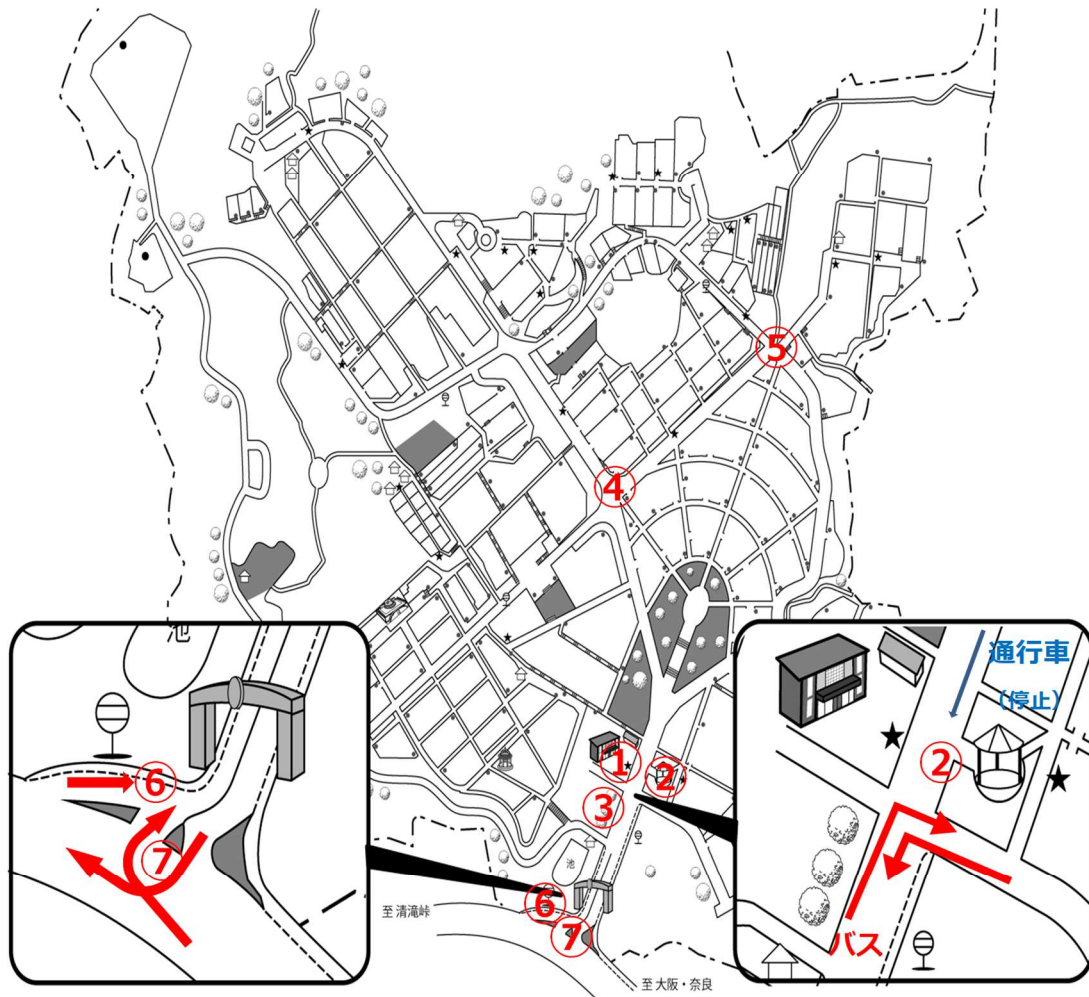 ⑤
④
①
②
③
池
⑥
至 清滝峠
⑦
至 大阪・奈良
⑥
⑦
通行車
（停止）
②
バス